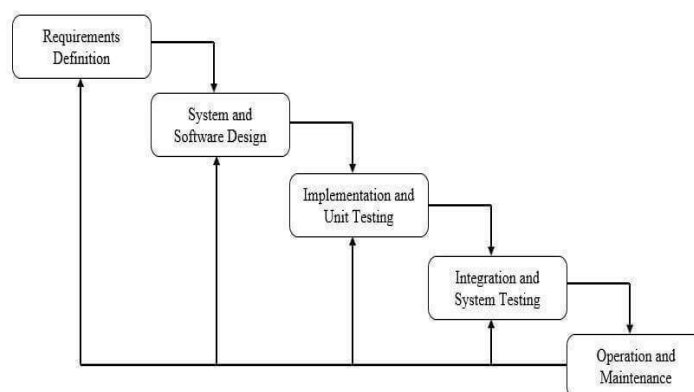 Requirements
Definition
System and
Software Design
Implementation and
Unit Testing
Integration and
System Testing
Operation and
Maintenance